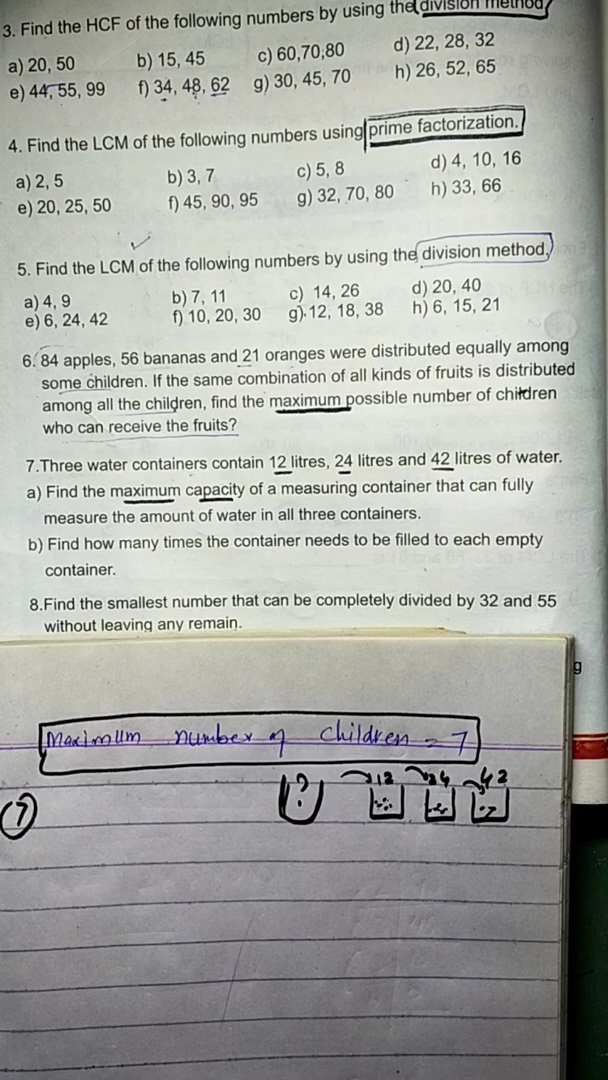 3. Find the HCF of the following numbers by using the division method
a) 20, 50 b) 15, 45 c) 60,70,80 d) 22, 28, 32
e) 44, 55, 99 f) 34, 48, 62 g) 30, 45, 70 h) 26, 52, 65
4. Find the LCM of the following numbers using prime factorization.
a) 2, 5 b) 3, 7 c) 5, 8 d) 4, 10, 16
e) 20, 25, 50 f) 45, 90, 95 g) 32, 70, 80 h) 33, 66
5. Find the LCM of the following numbers by using the division method.
a) 4, 9 b) 7, 11 c) 14, 26 d) 20, 40
e) 6, 24, 42 f) 10, 20, 30 g) 12, 18, 38 h) 6, 15, 21
6. 84 apples, 56 bananas and 21 oranges were distributed equally among
some children. If the same combination of all kinds of fruits is distributed
among all the children, find the maximum possible number of children
who can receive the fruits?
7.Three water containers contain 12 litres, 24 litres and 42 litres of water.
a) Find the maximum capacity of a measuring container that can fully
measure the amount of water in all three containers.
b) Find how many times the container needs to be filled to each empty
container.
8.Find the smallest number that can be completely divided by 32 and 55
without leaving any remain.
g
Maximum number of children = 7
7 ? 12 24 42